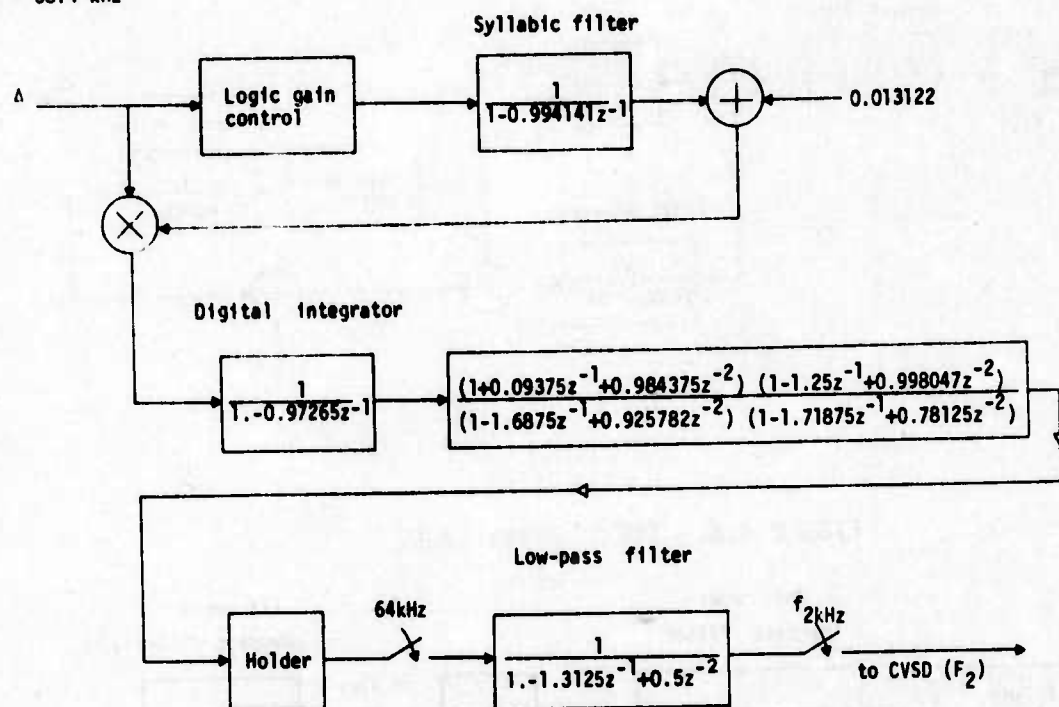 Syllabic filter
Δ
Logic gain
control
1
1-0.994141z-1
+
0.013122
×
Digital integrator
1
1.-0.97265z-1
(1+0.09375z-1+0.984375z-2) (1-1.25z-1+0.998047z-2)
(1-1.6875z-1+0.925782z-2) (1-1.71875z-1+0.78125z-2)
Low-pass filter
Holder
64kHz
1
1.-1.3125z-1+0.5z-2
f2kHz
to CVSD (F2)